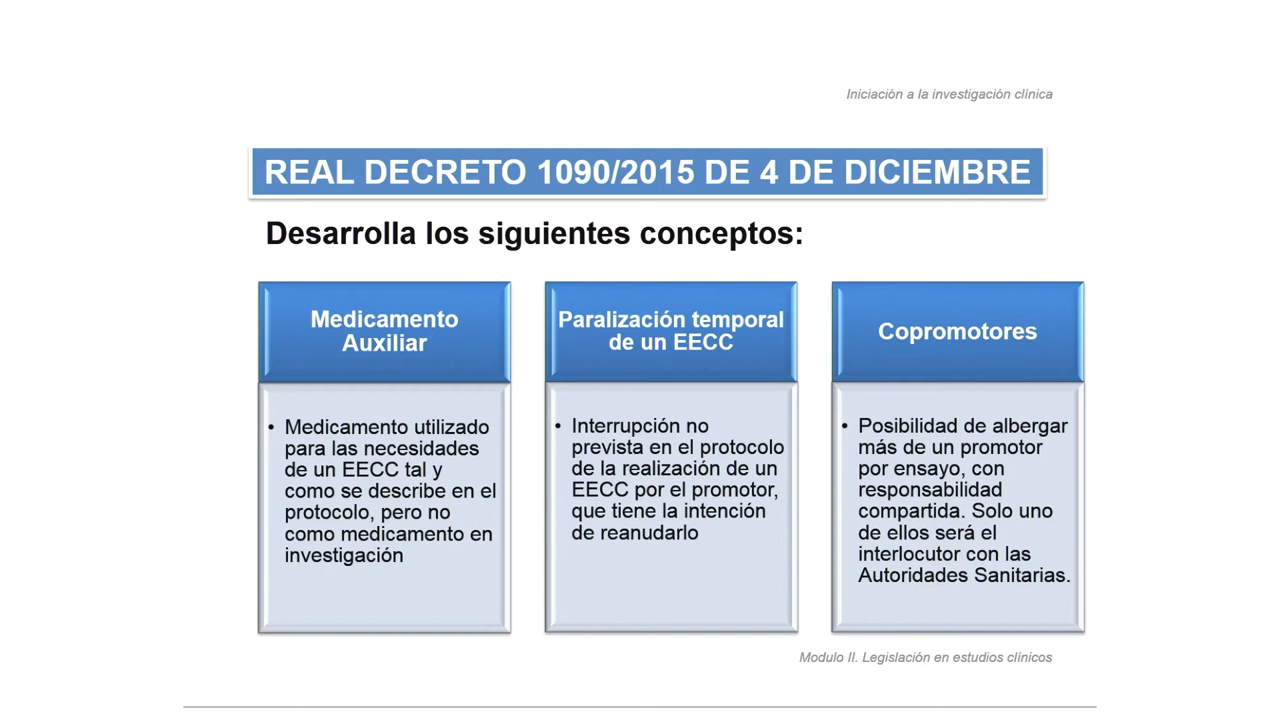 Iniciación a la investigación clínica
REAL DECRETO 1090/2015 DE 4 DE DICIEMBRE
Desarrolla los siguientes conceptos:
Medicamento
Auxiliar
• Medicamento utilizado
para las necesidades
de un EECC tal y
como se describe en el
protocolo, pero no
como medicamento en
investigación
Paralización temporal
de un EECC
• Interrupción no
prevista en el protocolo
de la realización de un
EECC por el promotor,
que tiene la intención
de reanudarlo
Copromotores
• Posibilidad de albergar
más de un promotor
por ensayo, con
responsabilidad
compartida. Solo uno
de ellos será el
interlocutor con las
Autoridades Sanitarias.
Modulo II. Legislación en estudios clínicos